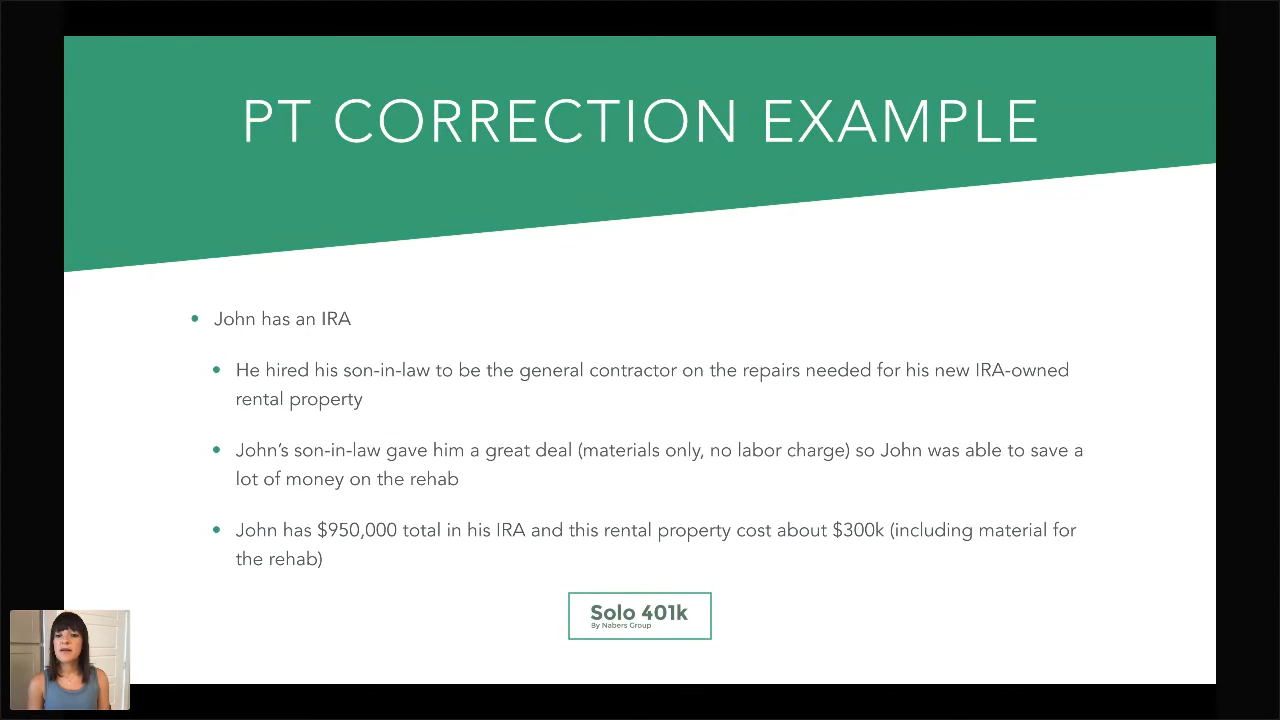 PT CORRECTION EXAMPLE
• John has an IRA
• He hired his son-in-law to be the general contractor on the repairs needed for his new IRA-owned
rental property
• John’s son-in-law gave him a great deal (materials only, no labor charge) so John was able to save a
lot of money on the rehab
• John has $950,000 total in his IRA and this rental property cost about $300k (including material for
the rehab)
Solo 401k
By Nabers Group